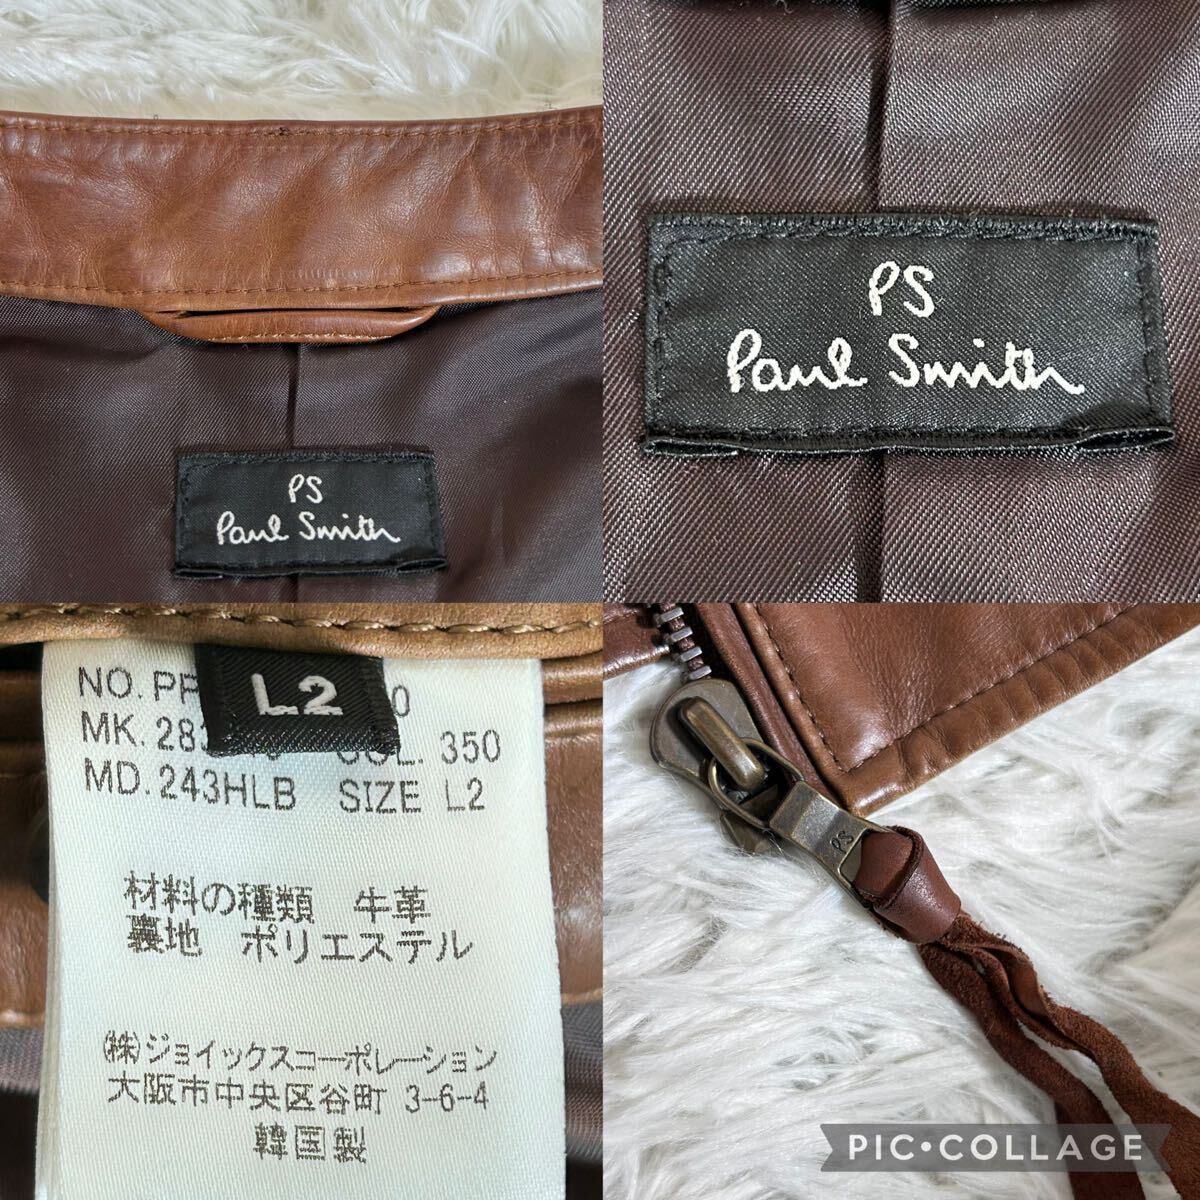 PS
Paul Smith
PS
Paul Smith
L2
NO. 0
MK. COL. 350
MD. 243HLB SIZE L2
材料の種類 牛革
裏地 ポリエステル
(株)ジョイックスコーポレーション
大阪市中央区谷町 3-6-4
韓国製
PS
PIC•COLLAGE